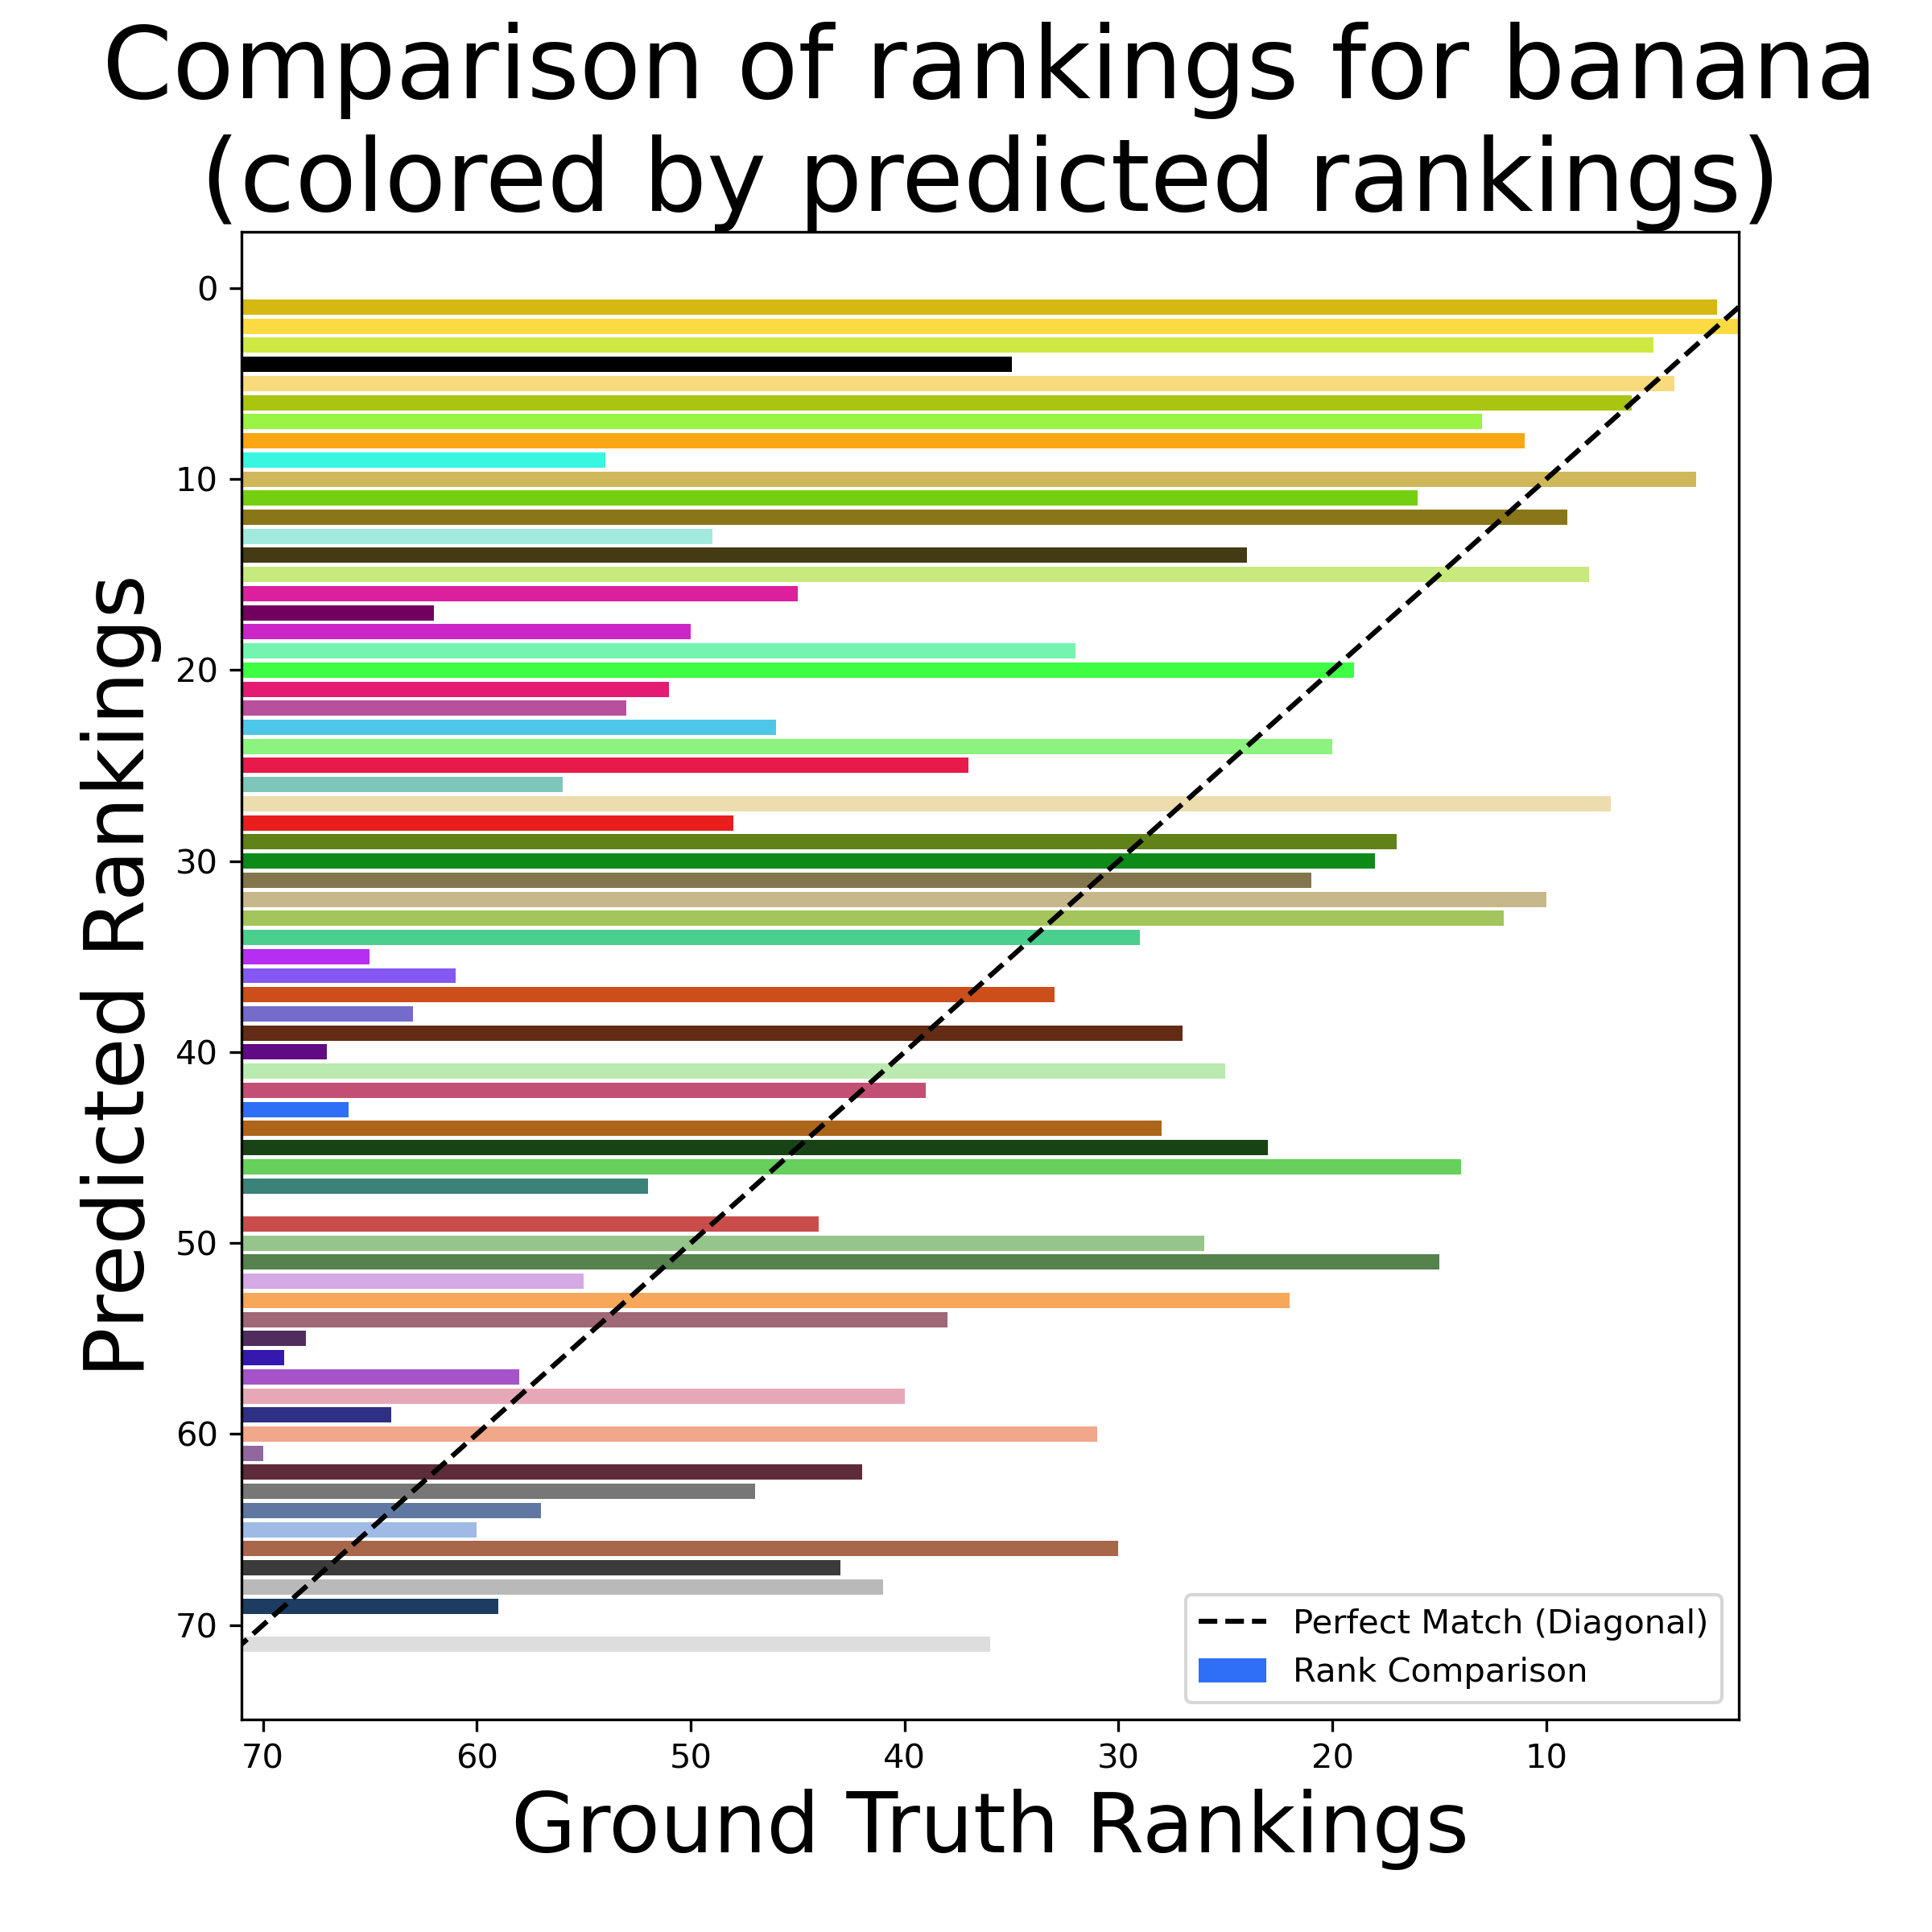 Comparison of rankings for banana
(colored by predicted rankings)
Predicted Rankings
0
10
20
30
40
50
60
70
Perfect Match (Diagonal)
Rank Comparison
70 60 50 40 30 20 10
Ground Truth Rankings